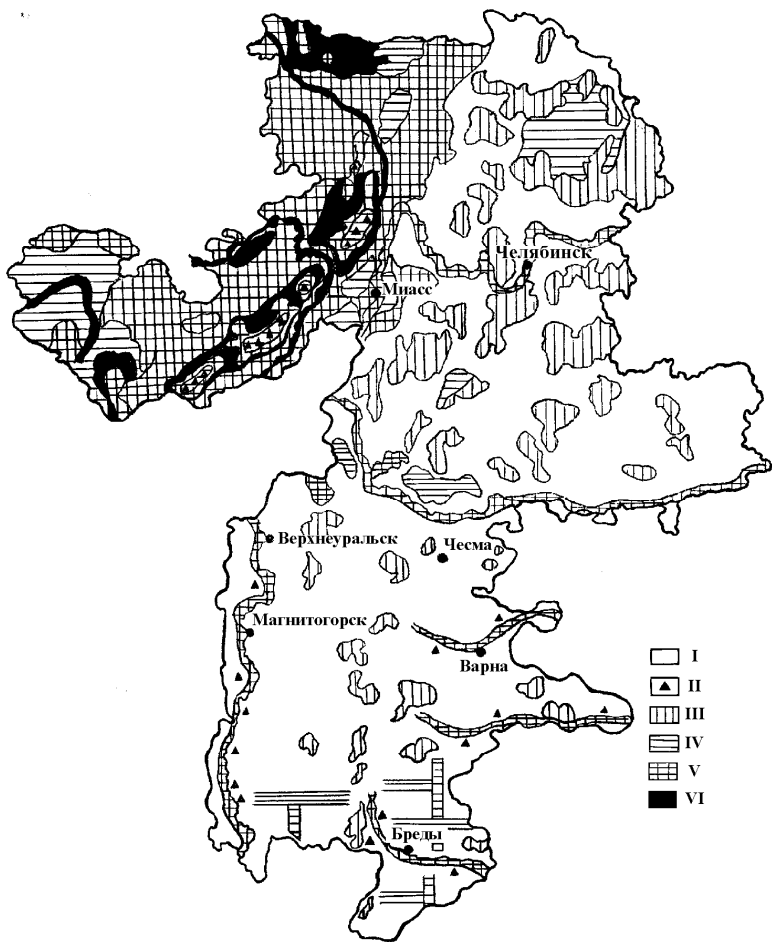 Челябинск
Миасс
Верхнеуральск
Чесма
Магнитогорск
Варна
Бреды
I
II
III
IV
V
VI